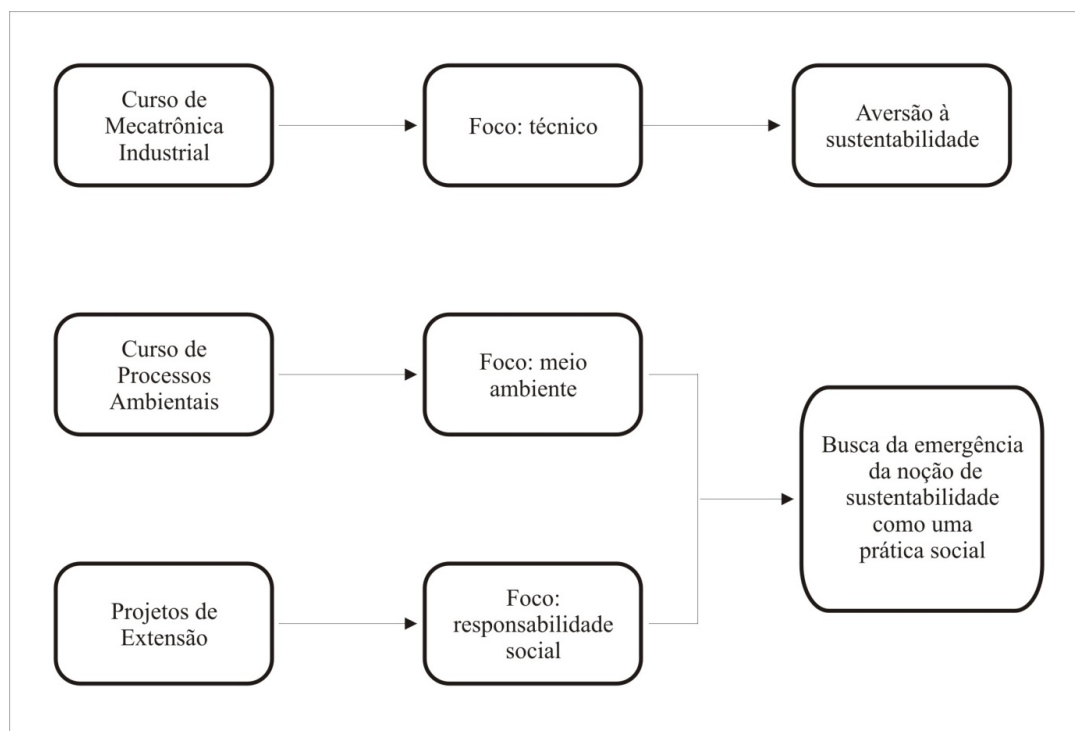 Curso de
Mecatrônica
Industrial
Foco: técnico
Aversão à
sustentabilidade
Curso de
Processos
Ambientais
Foco: meio
ambiente
Busca da emergência
da noção de
sustentabilidade
como uma
prática social
Projetos de
Extensão
Foco:
responsabilidade
social